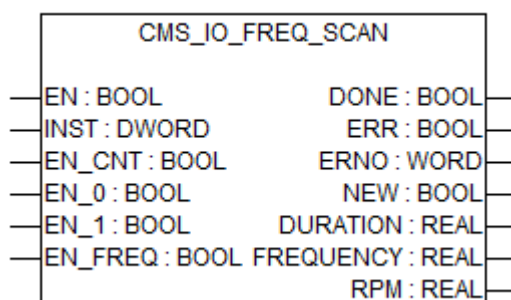 CMS_IO_FREQ_SCAN
EN : BOOL DONE : BOOL
INST : DWORD ERR : BOOL
EN_CNT : BOOL ERNO : WORD
EN_0 : BOOL NEW : BOOL
EN_1 : BOOL DURATION : REAL
EN_FREQ : BOOL FREQUENCY : REAL
RPM : REAL